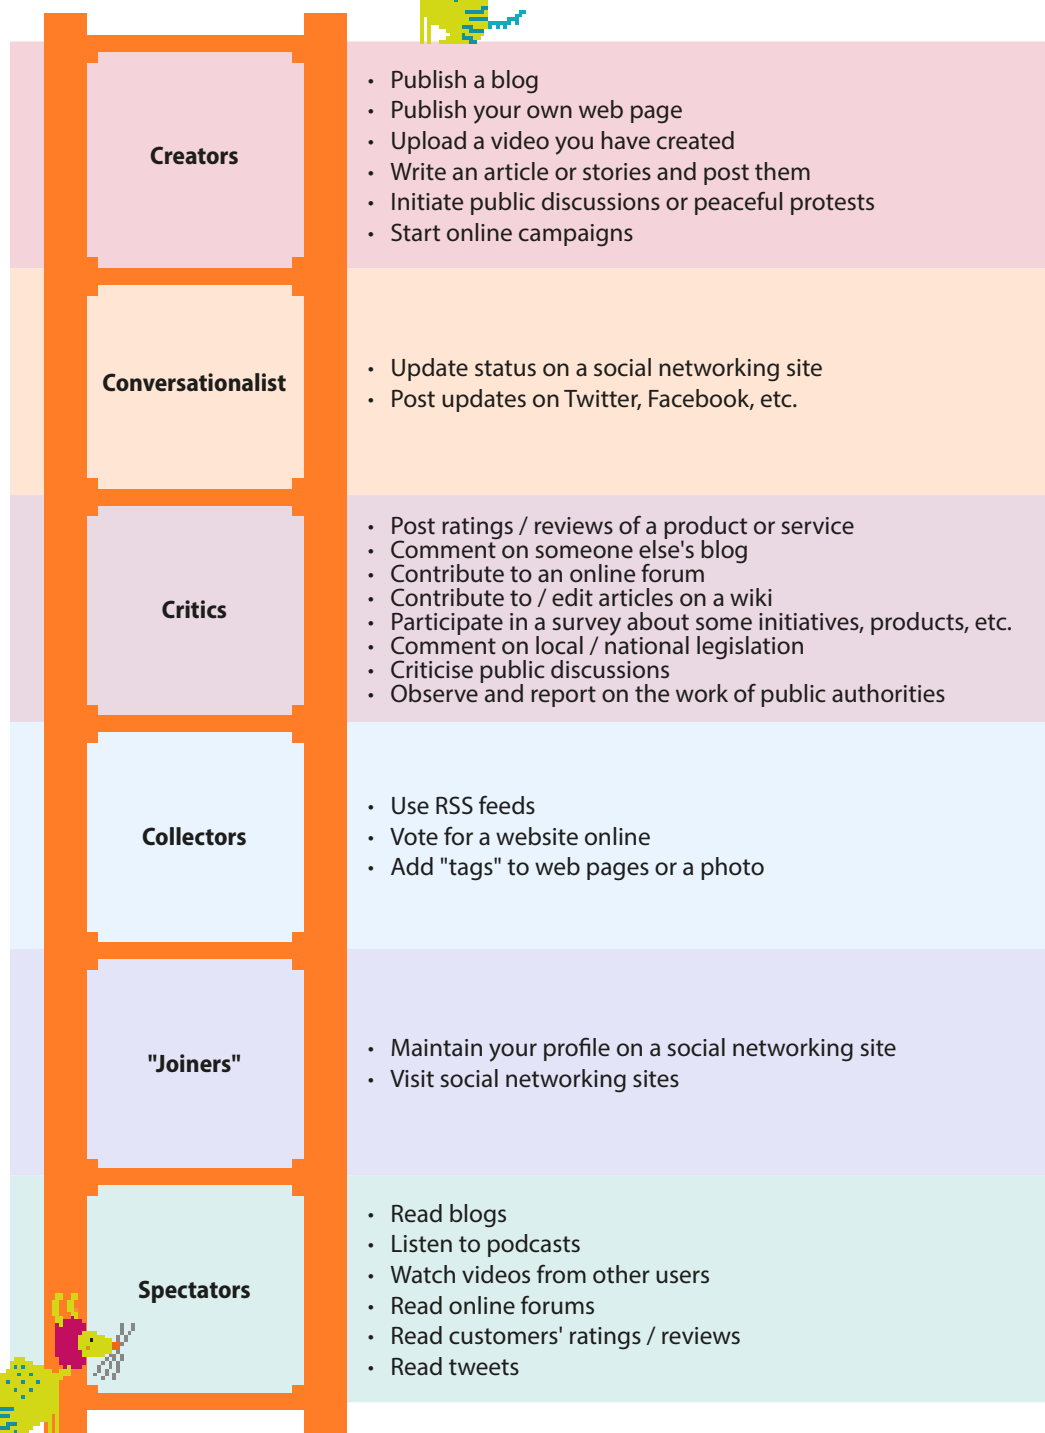 Creators
• Publish a blog
• Publish your own web page
• Upload a video you have created
• Write an article or stories and post them
• Initiate public discussions or peaceful protests
• Start online campaigns
Conversationalist
• Update status on a social networking site
• Post updates on Twitter, Facebook, etc.
Critics
• Post ratings / reviews of a product or service
• Comment on someone else's blog
• Contribute to an online forum
• Contribute to / edit articles on a wiki
• Participate in a survey about some initiatives, products, etc.
• Comment on local / national legislation
• Criticise public discussions
• Observe and report on the work of public authorities
Collectors
• Use RSS feeds
• Vote for a website online
• Add "tags" to web pages or a photo
"Joiners"
• Maintain your profile on a social networking site
• Visit social networking sites
Spectators
• Read blogs
• Listen to podcasts
• Watch videos from other users
• Read online forums
• Read customers' ratings / reviews
• Read tweets